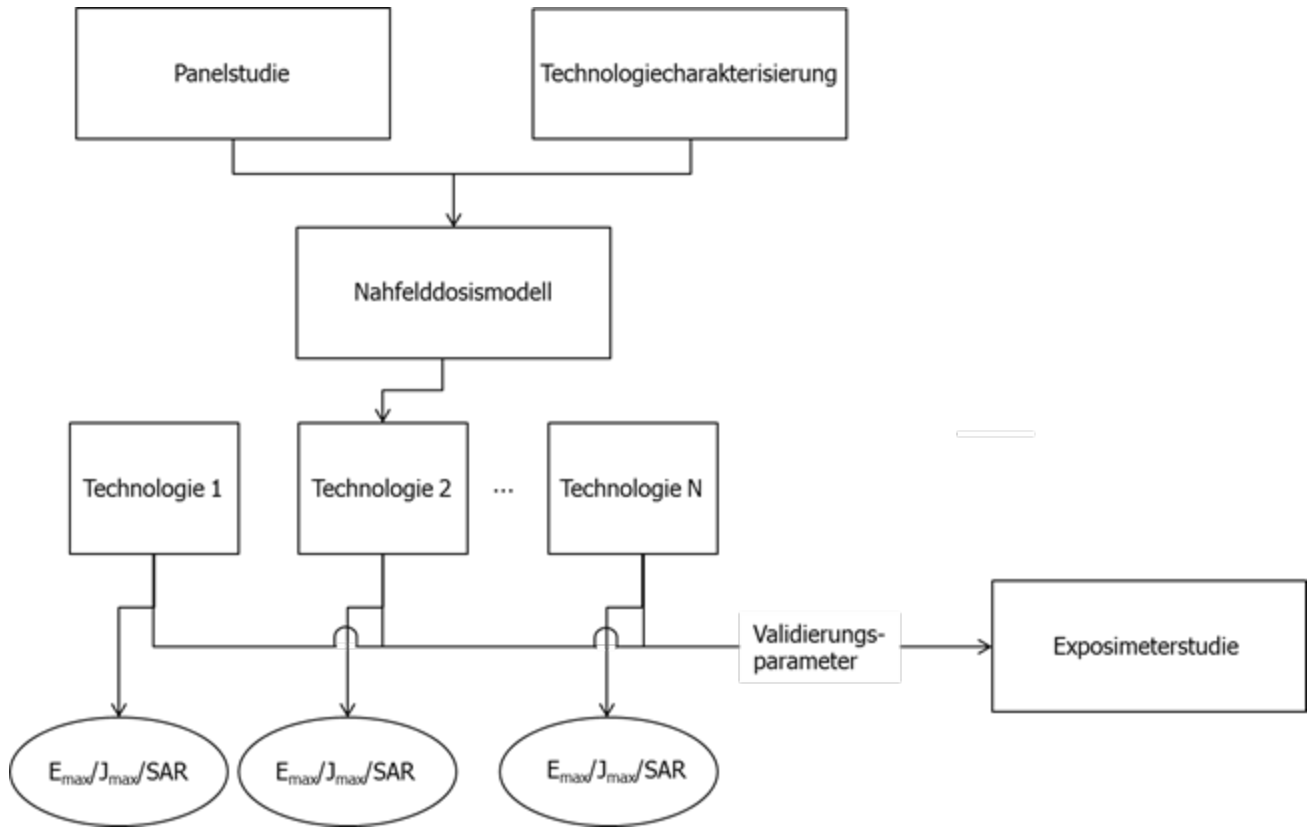 Panelstudie
Technologiecharakterisierung
Nahfelddosismodell
Technologie 1
Technologie 2
...
Technologie N
Validierungs-
parameter
Exposimeterstudie
Emax/Jmax/SAR
Emax/Jmax/SAR
Emax/Jmax/SAR